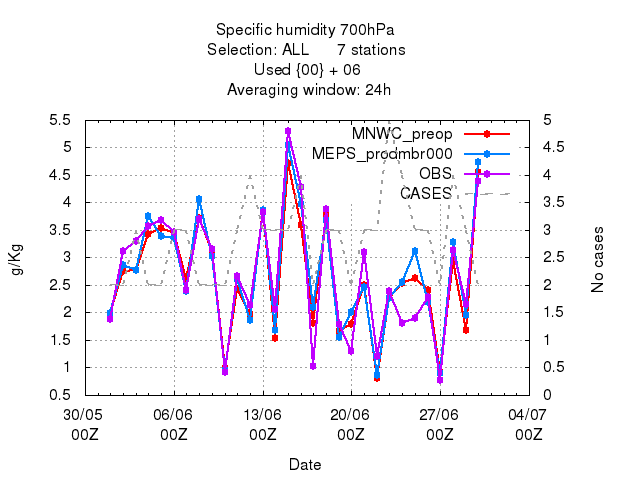 Specific humidity 700hPa
Selection: ALL 7 stations
Used {00} + 06
Averaging window: 24h
5.5 5
MNWC_preop
5 4.5
MEPS_prodmbr000
4.5 4
OBS
CASES
4 3.5
3.5 3
3 2.5
2.5 2
2 1.5
1.5 1
1 0.5
0.5 0
g/Kg
No cases
30/05 06/06 13/06 20/06 27/06 04/07
00Z 00Z 00Z 00Z 00Z 00Z
Date